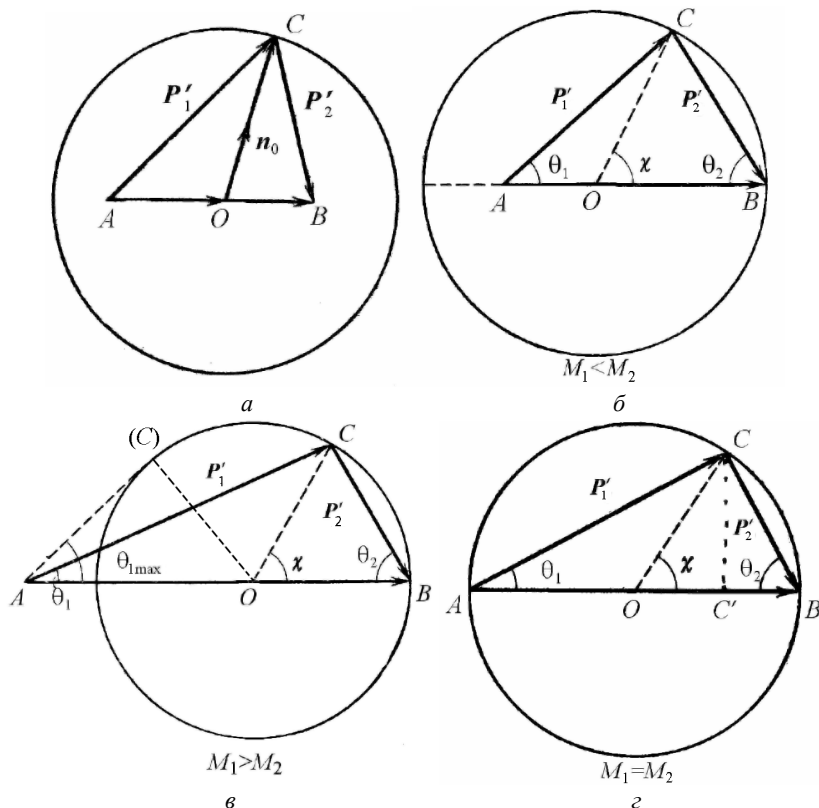 C
P′₁
P′₂
n₀
A
O
B
а
C
P′₁
P′₂
θ₁
χ
θ₂
A
O
B
M₁<M₂
б
(C)
C
P′₁
P′₂
θ₁max
θ₁
χ
θ₂
A
O
B
M₁>M₂
в
C
P′₁
P′₂
θ₁
χ
θ₂
A
O
C′
B
M₁=M₂
г